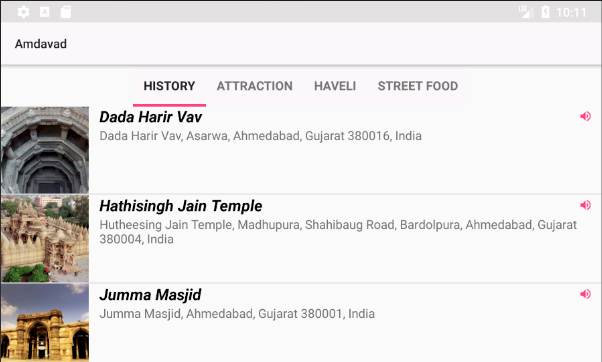 LTE 10:11
Amdavad
HISTORY ATTRACTION HAVELI STREET FOOD
Dada Harir Vav
Dada Harir Vav, Asarwa, Ahmedabad, Gujarat 380016, India
Hathisingh Jain Temple
Hutheesing Jain Temple, Madhupura, Shahibaug Road, Bardolpura, Ahmedabad, Gujarat
380004, India
Jumma Masjid
Jumma Masjid, Ahmedabad, Gujarat 380001, India